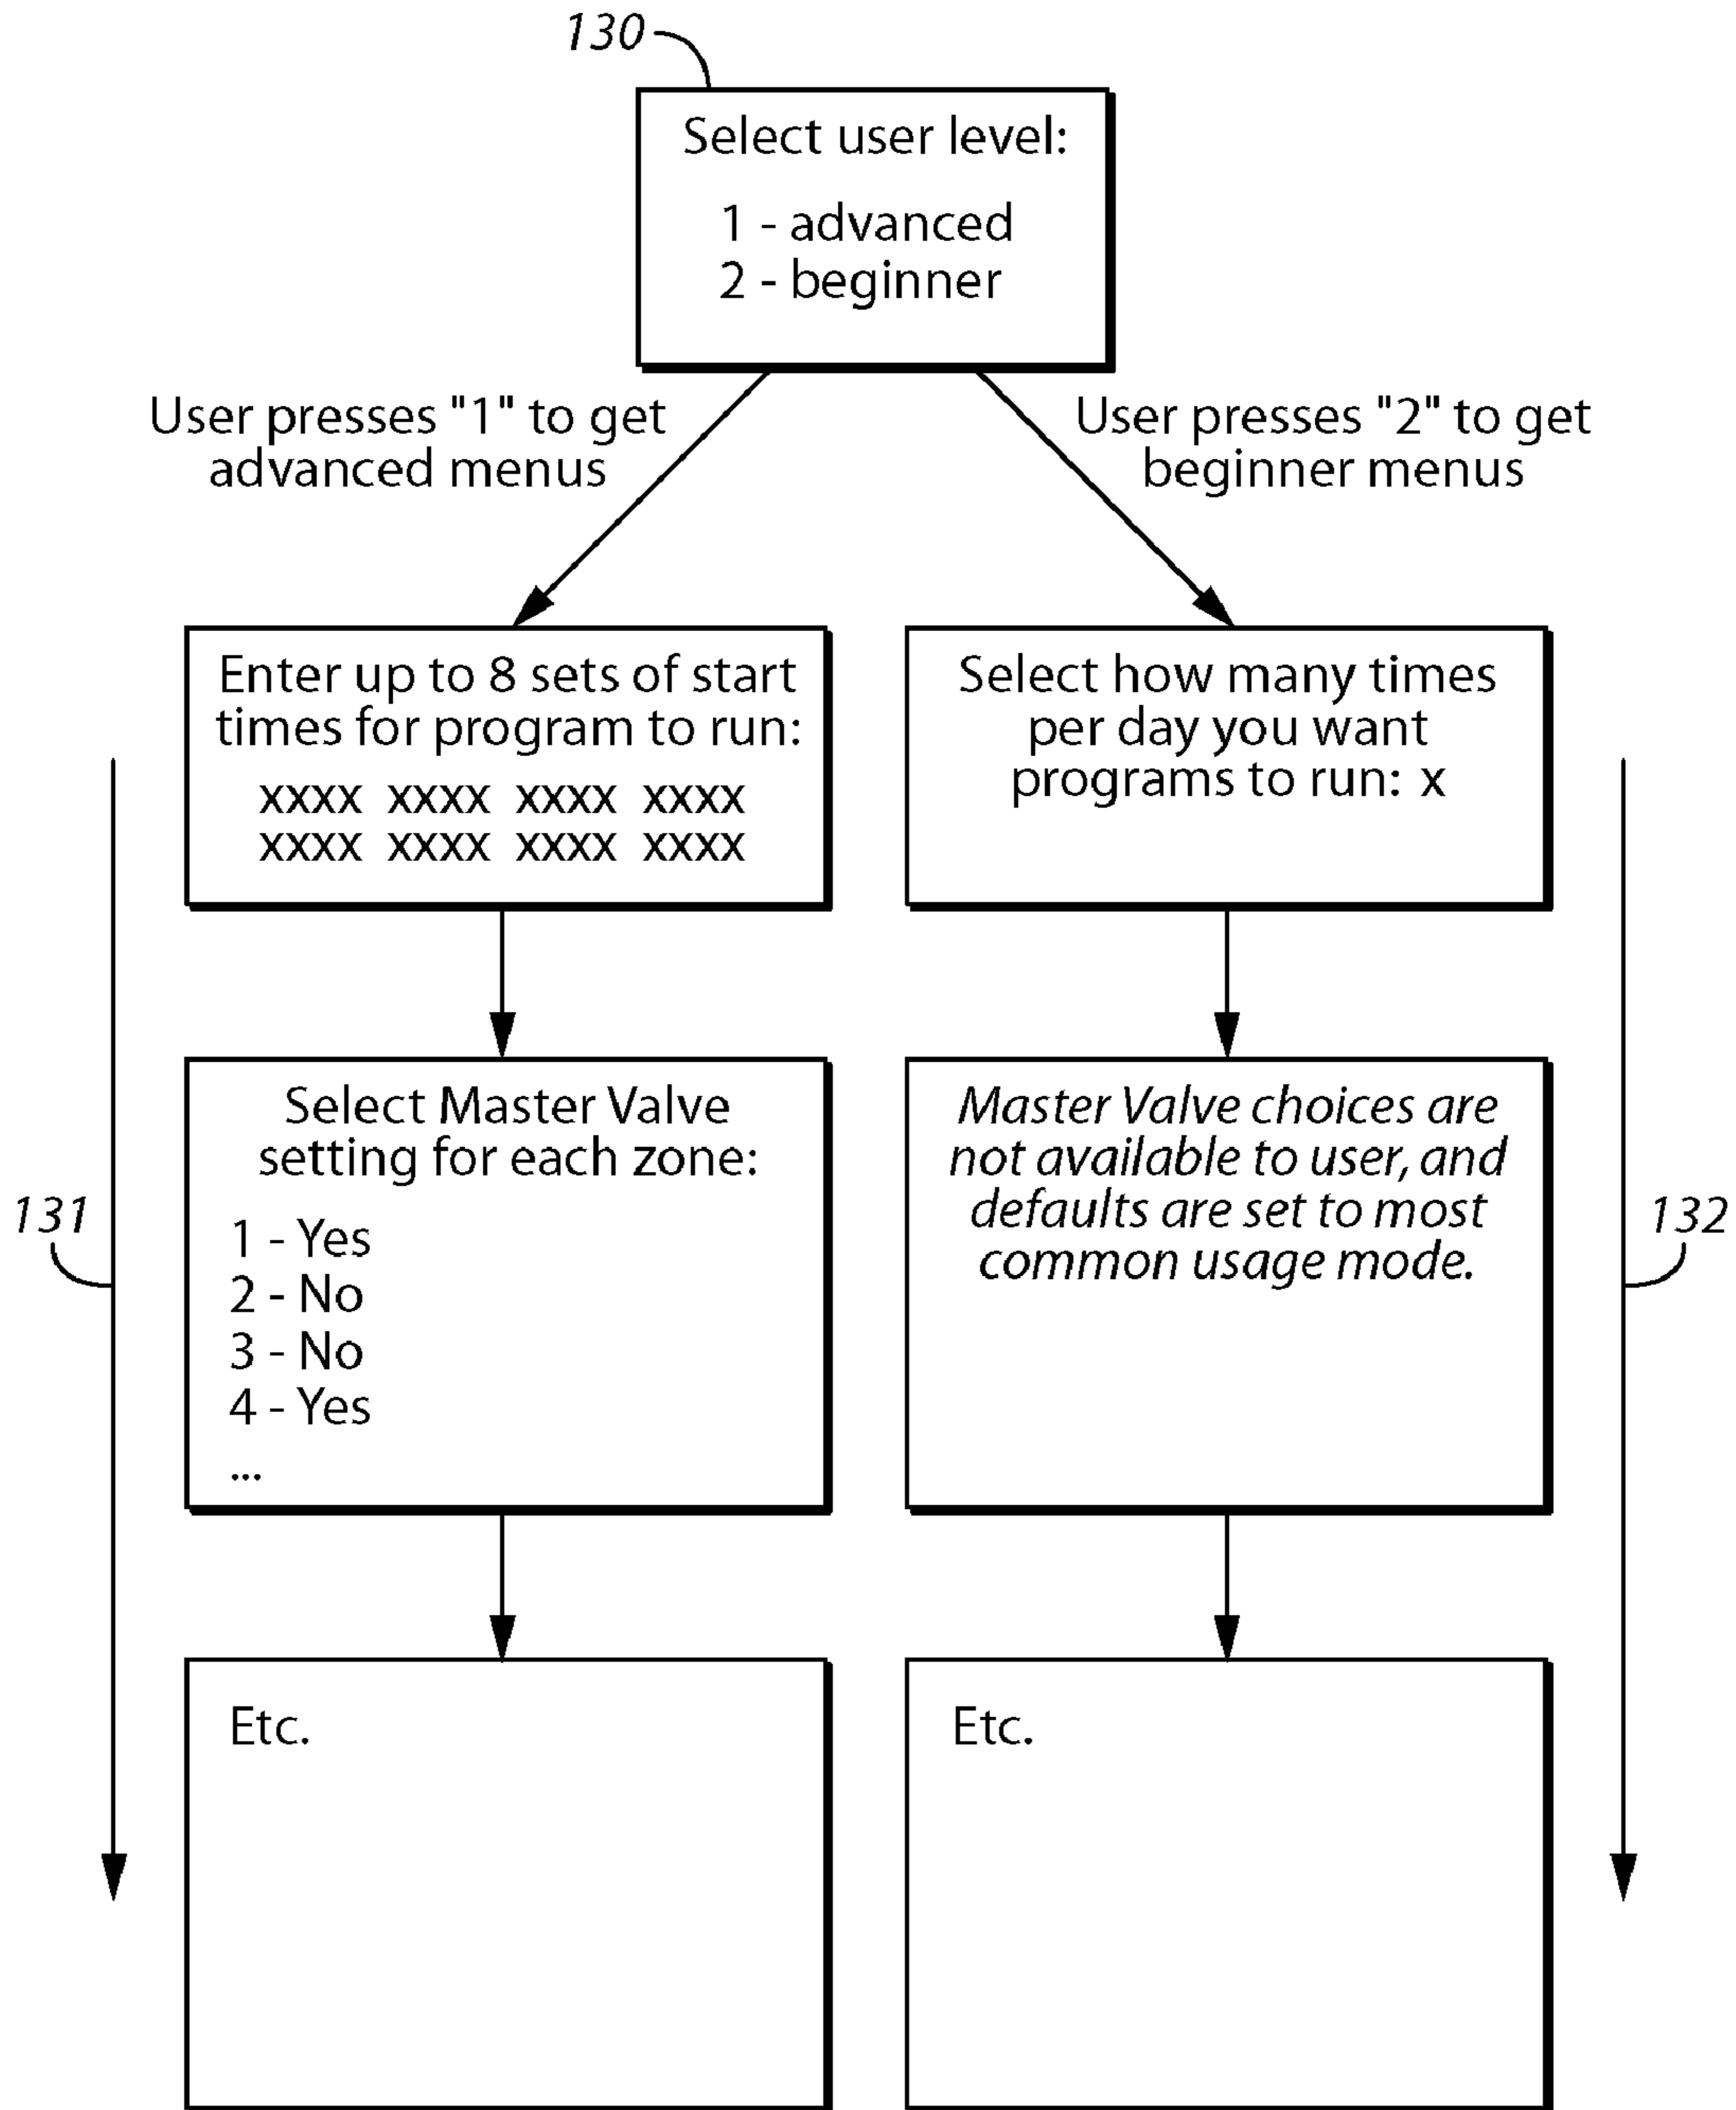 130
Select user level:
1 - advanced
2 - beginner
User presses "1" to get
advanced menus
User presses "2" to get
beginner menus
Enter up to 8 sets of start
times for program to run:
xxxx xxxx xxxx xxxx
xxxx xxxx xxxx xxxx
Select how many times
per day you want
programs to run: x
131
Select Master Valve
setting for each zone:
1 - Yes
2 - No
3 - No
4 - Yes
...
Master Valve choices are
not available to user, and
defaults are set to most
common usage mode.
132
Etc.
Etc.